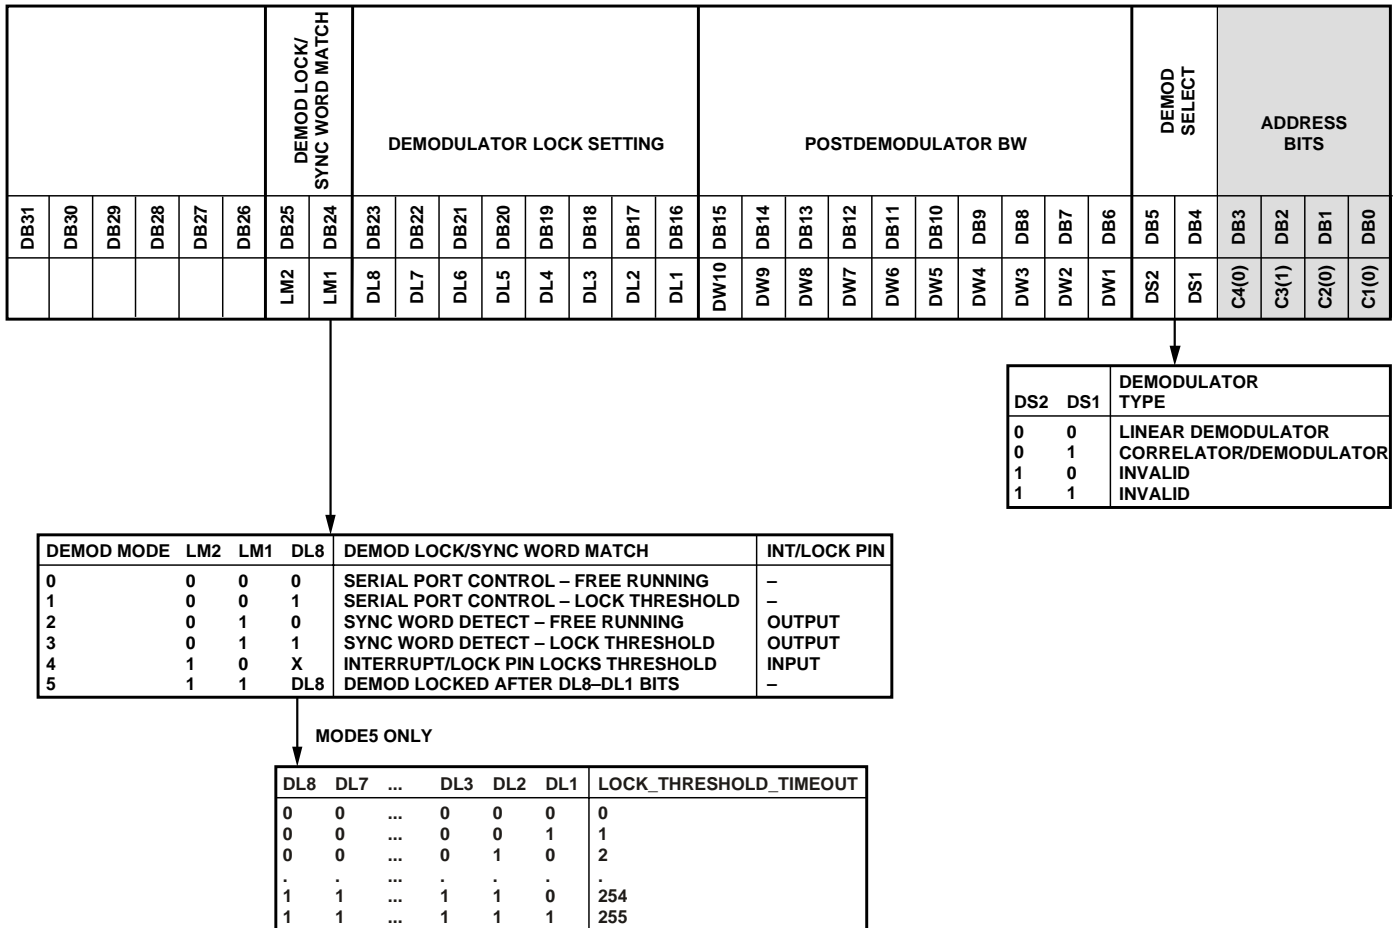 DEMOD LOCK/
SYNC WORD MATCH
DEMODULATOR LOCK SETTING
POSTDEMODULATOR BW
DEMOD
SELECT
ADDRESS
BITS
DB31 DB30 DB29 DB28 DB27 DB26 DB25 DB24 DB23 DB22 DB21 DB20 DB19 DB18 DB17 DB16 DB15 DB14 DB13 DB12 DB11 DB10 DB9 DB8 DB7 DB6 DB5 DB4 DB3 DB2 DB1 DB0
LM2 LM1 DL8 DL7 DL6 DL5 DL4 DL3 DL2 DL1 DW10 DW9 DW8 DW7 DW6 DW5 DW4 DW3 DW2 DW1 DS2 DS1 C4(0) C3(1) C2(0) C1(0)
DEMODULATOR
DS2 DS1 TYPE
0 0 LINEAR DEMODULATOR
0 1 CORRELATOR/DEMODULATOR
1 0 INVALID
1 1 INVALID
DEMOD MODE LM2 LM1 DL8 DEMOD LOCK/SYNC WORD MATCH INT/LOCK PIN
0 0 0 0 SERIAL PORT CONTROL – FREE RUNNING –
1 0 0 1 SERIAL PORT CONTROL – LOCK THRESHOLD –
2 0 1 0 SYNC WORD DETECT – FREE RUNNING OUTPUT
3 0 1 1 SYNC WORD DETECT – LOCK THRESHOLD OUTPUT
4 1 0 X INTERRUPT/LOCK PIN LOCKS THRESHOLD INPUT
5 1 1 DL8 DEMOD LOCKED AFTER DL8–DL1 BITS –
MODE5 ONLY
DL8 DL7 ... DL3 DL2 DL1 LOCK_THRESHOLD_TIMEOUT
0 0 ... 0 0 0 0
0 0 ... 0 0 1 1
0 0 ... 0 1 0 2
. . ... . . . .
1 1 ... 1 1 0 254
1 1 ... 1 1 1 255